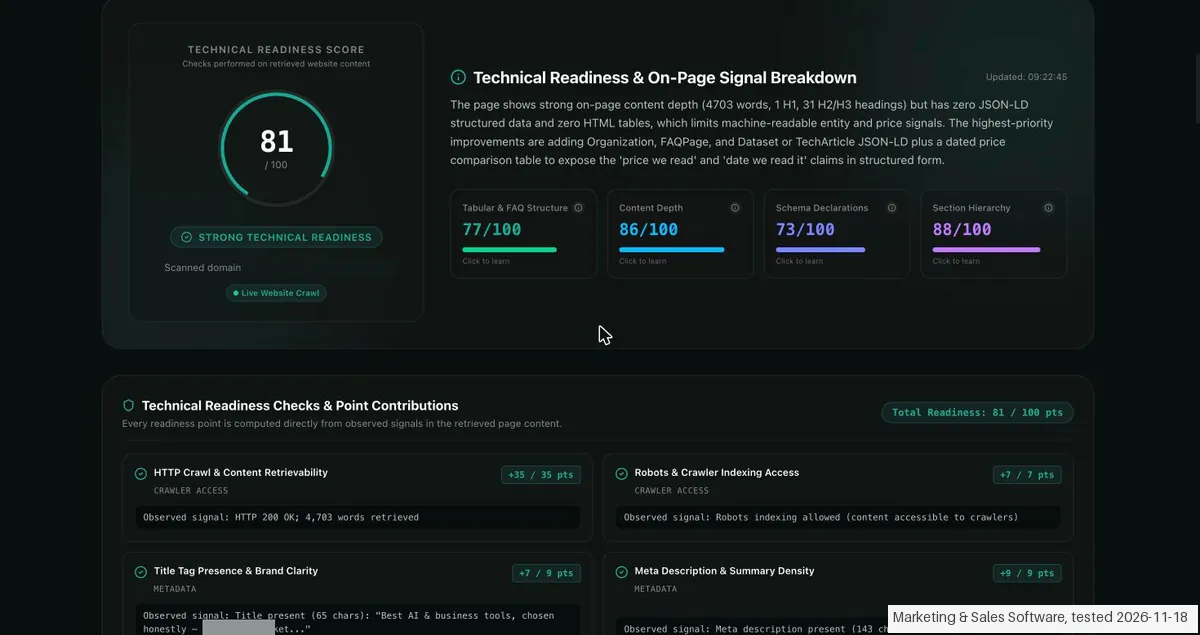 TECHNICAL READINESS SCORE
Checks performed on retrieved website content
81
/ 100
STRONG TECHNICAL READINESS
Scanned domain
Live Website Crawl
Technical Readiness & On-Page Signal Breakdown
Updated: 09:22:45
The page shows strong on-page content depth (4703 words, 1 H1, 31 H2/H3 headings) but has zero JSON-LD
structured data and zero HTML tables, which limits machine-readable entity and price signals. The highest-priority
improvements are adding Organization, FAQPage, and Dataset or TechArticle JSON-LD plus a dated price
comparison table to expose the 'price we read' and 'date we read it' claims in structured form.
Tabular & FAQ Structure
77/100
Click to learn
Content Depth
86/100
Click to learn
Schema Declarations
73/100
Click to learn
Section Hierarchy
88/100
Click to learn
Technical Readiness Checks & Point Contributions
Every readiness point is computed directly from observed signals in the retrieved page content.
Total Readiness: 81 / 100 pts
HTTP Crawl & Content Retrievability
+35 / 35 pts
CRAWLER ACCESS
Observed signal: HTTP 200 OK; 4,703 words retrieved
Robots & Crawler Indexing Access
+7 / 7 pts
CRAWLER ACCESS
Observed signal: Robots indexing allowed (content accessible to crawlers)
Title Tag Presence & Brand Clarity
+7 / 9 pts
METADATA
Observed signal: Title present (65 chars): "Best AI & business tools, chosen
honestly — ket..."
Meta Description & Summary Density
+9 / 9 pts
METADATA
Observed signal: Meta description present (143 ch
Marketing & Sales Software, tested 2026-11-18